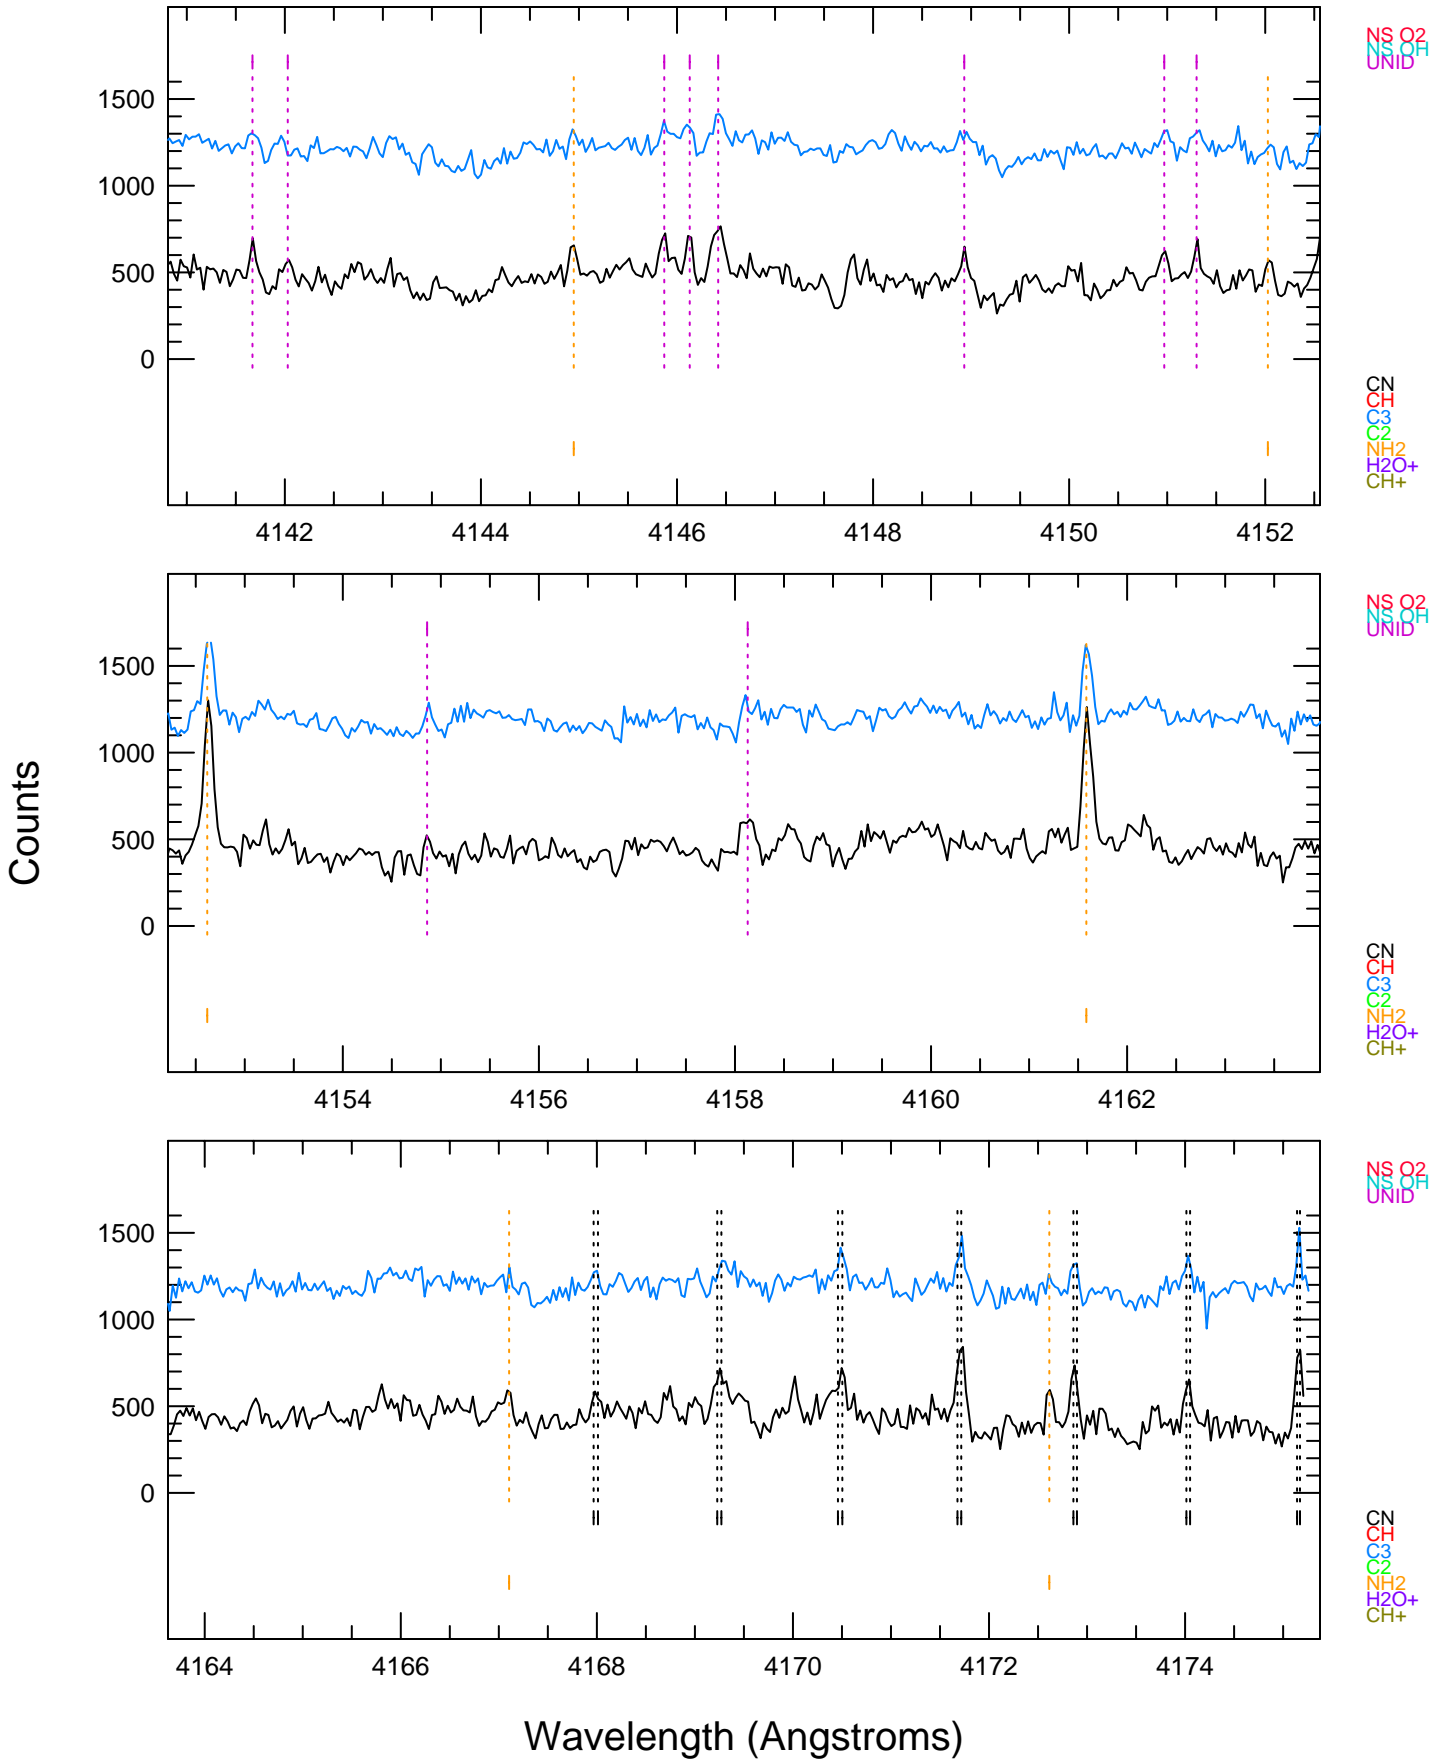 NS O2
NS OH
UNID
1500
1000
500
0
CN
CH
C3
C2
NH2
H2O+
CH+
4142 4144 4146 4148 4150 4152
NS O2
NS OH
UNID
1500
1000
500
0
Counts
CN
CH
C3
C2
NH2
H2O+
CH+
4154 4156 4158 4160 4162
NS O2
NS OH
UNID
1500
1000
500
0
CN
CH
C3
C2
NH2
H2O+
CH+
4164 4166 4168 4170 4172 4174
Wavelength (Angstroms)